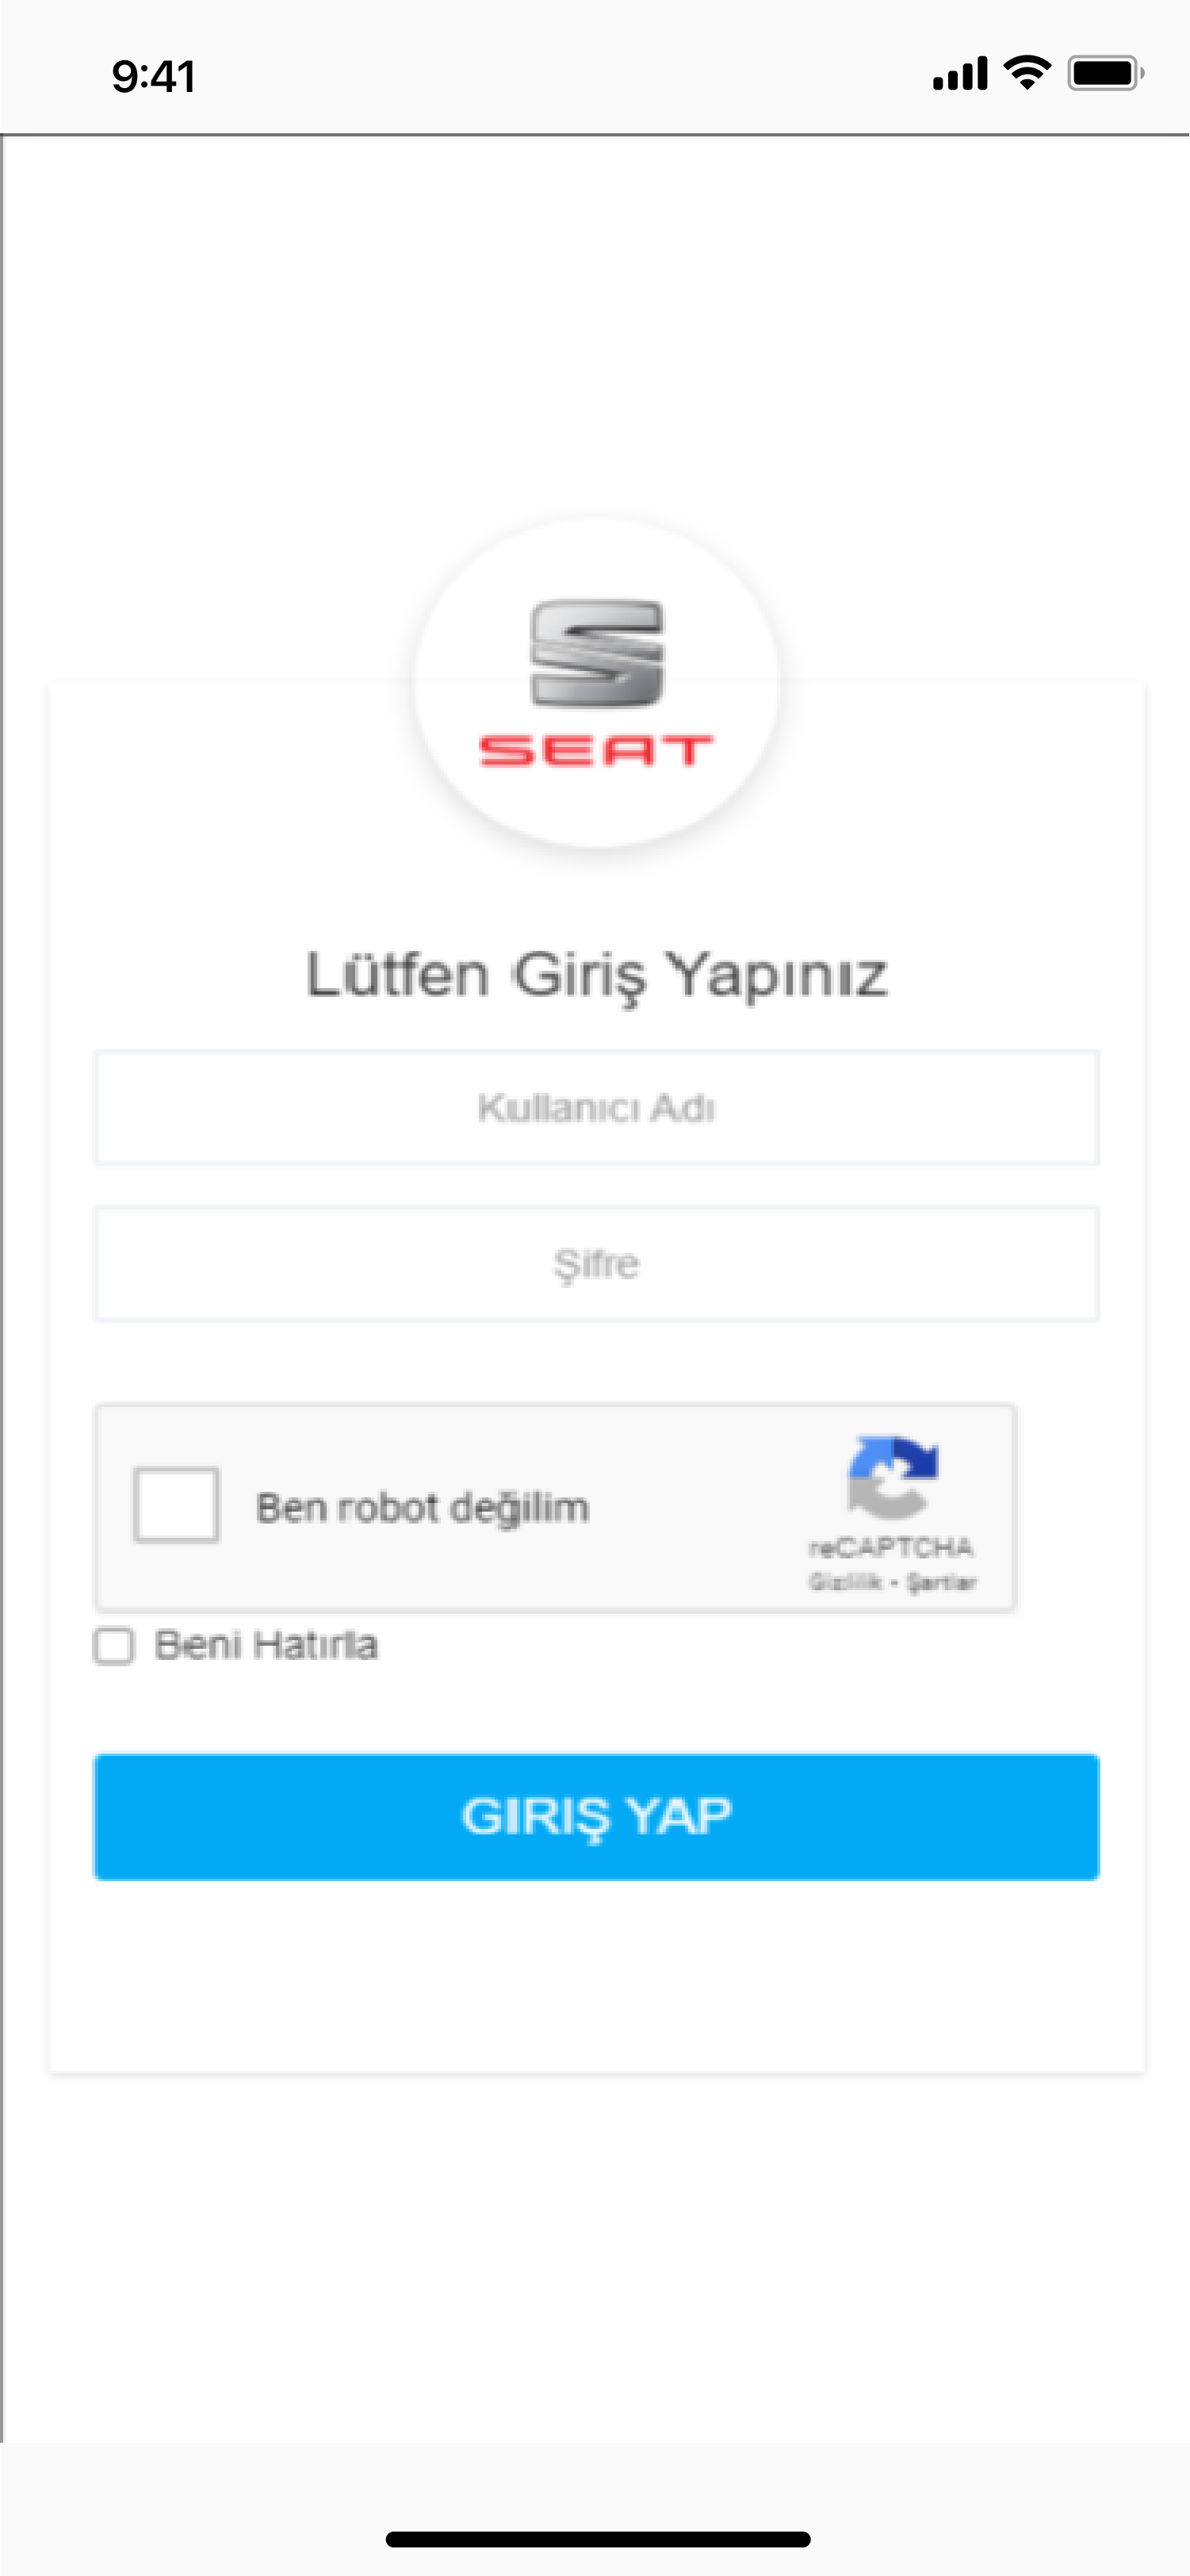 9:41
SEAT
Lütfen Giriş Yapınız
Kullanıcı Adı
Şifre
Ben robot değilim
reCAPTCHA
Gizlilik - Şartlar
Beni Hatırla
GIRIŞ YAP